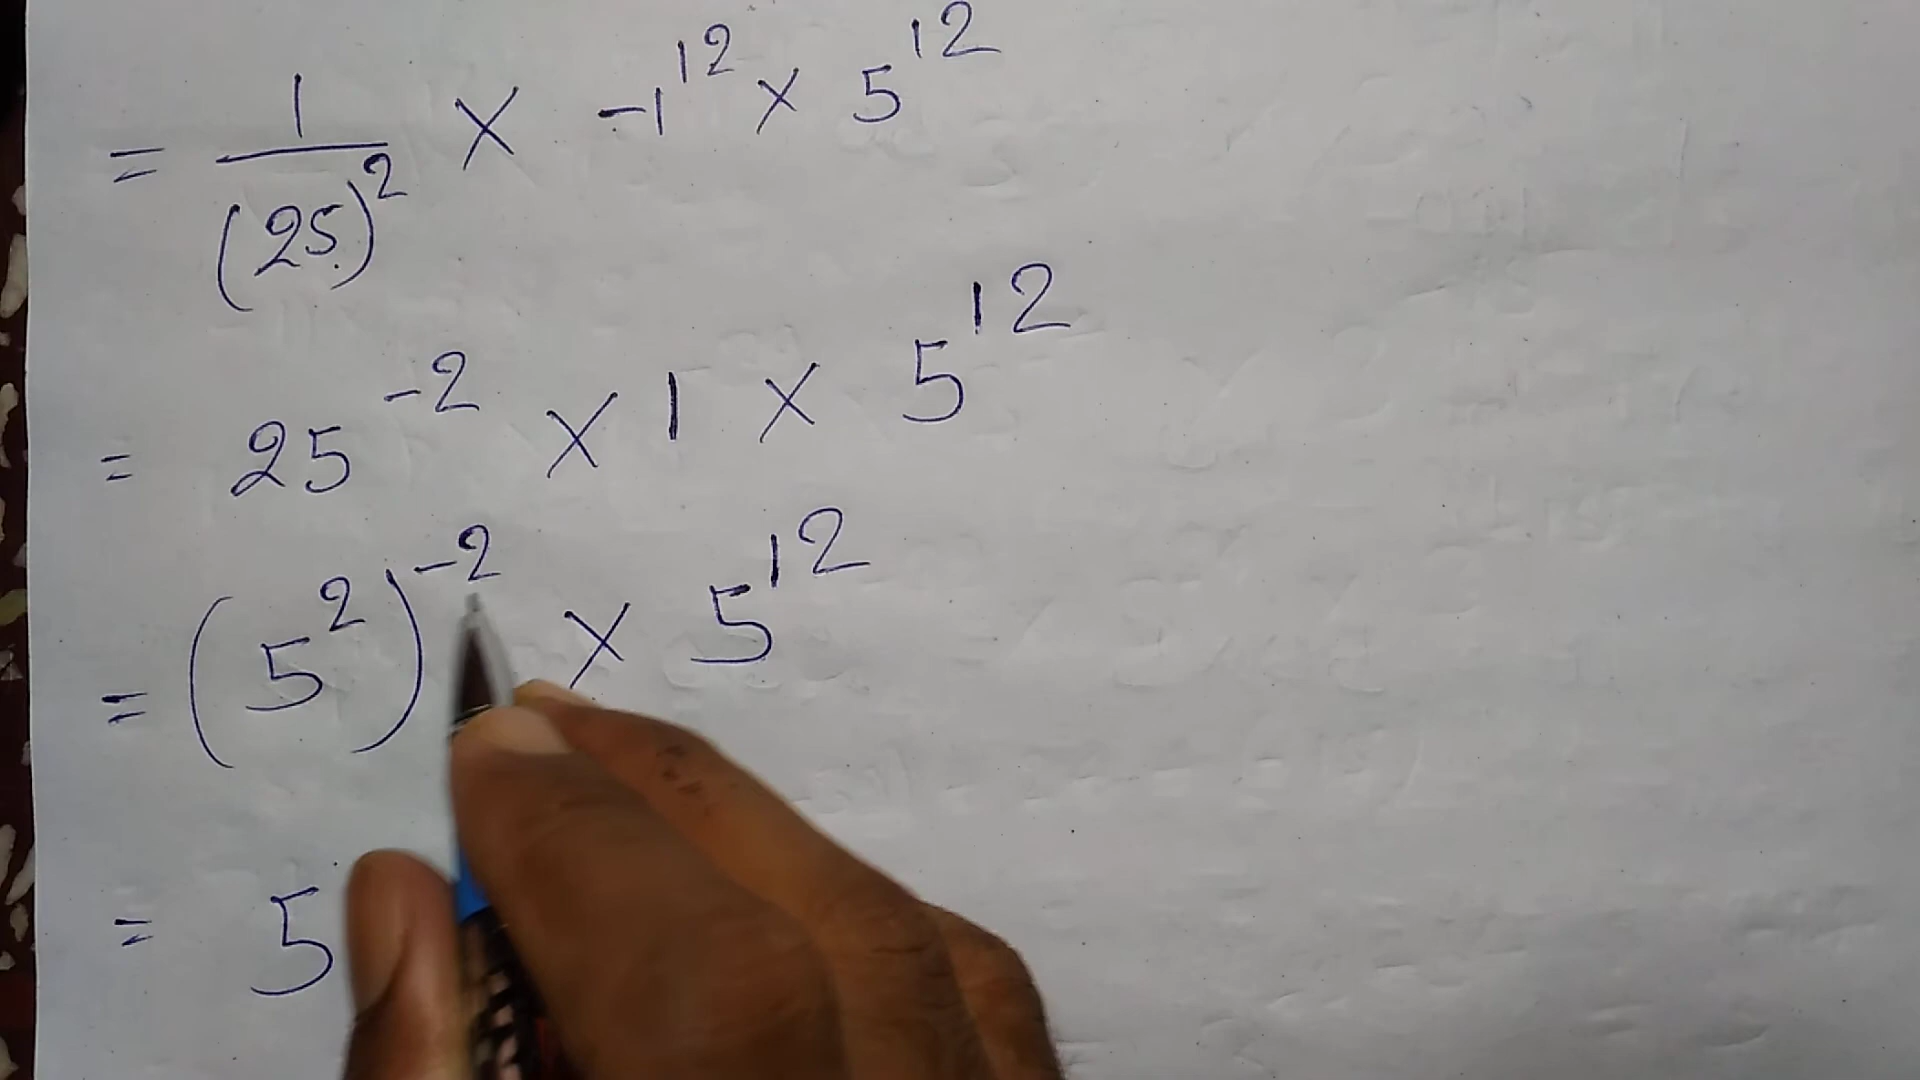 = 1/(25)² × -1¹² × 5¹²
= 25⁻² × 1 × 5¹²
= (5²)⁻² × 5¹²
= 5